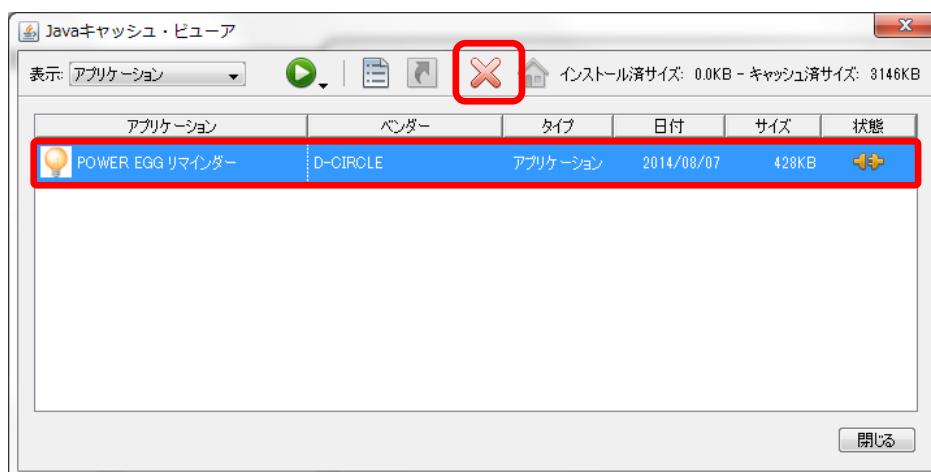 Javaキャッシュ・ビューア
表示: アプリケーション インストール済サイズ: 0.0KB - キャッシュ済サイズ: 3146KB
アプリケーション ベンダー タイプ 日付 サイズ 状態
POWER EGG リマインダー D-CIRCLE アプリケーション 2014/08/07 428KB
閉じる